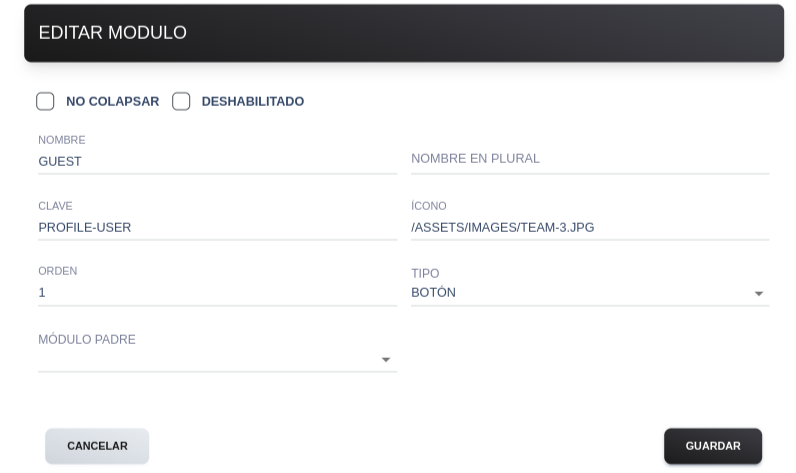 EDITAR MODULO
NO COLAPSAR DESHABILITADO
NOMBRE
GUEST
NOMBRE EN PLURAL
CLAVE
PROFILE-USER
ÍCONO
/ASSETS/IMAGES/TEAM-3.JPG
ORDEN
1
TIPO
BOTÓN
MÓDULO PADRE
CANCELAR
GUARDAR